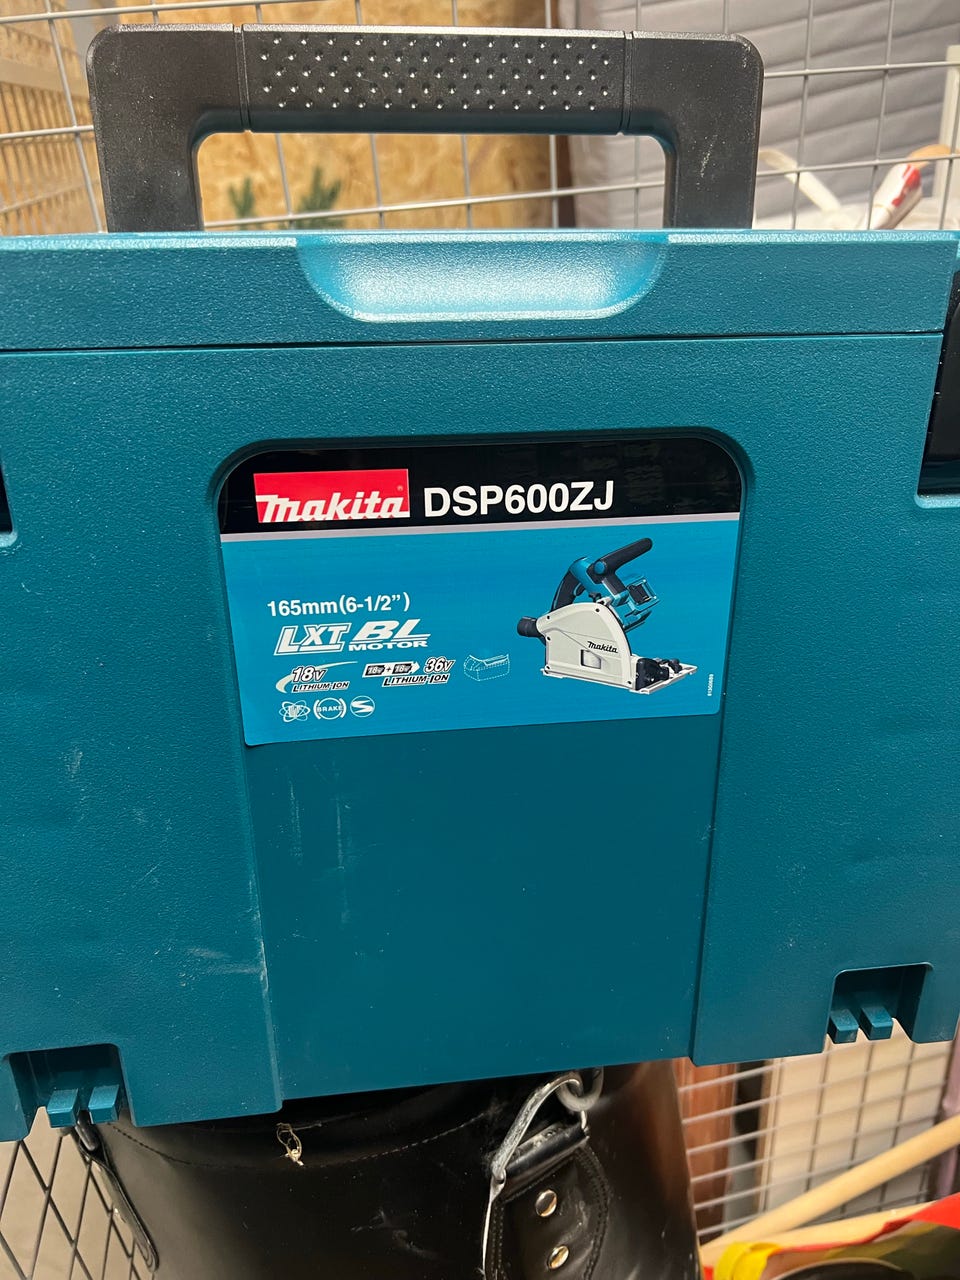 makita® DSP600ZJ
165mm(6-1/2")
LXT BL MOTOR
18V LITHIUM-ION 18V+18V 36V LITHIUM-ION
BRAKE S
makita